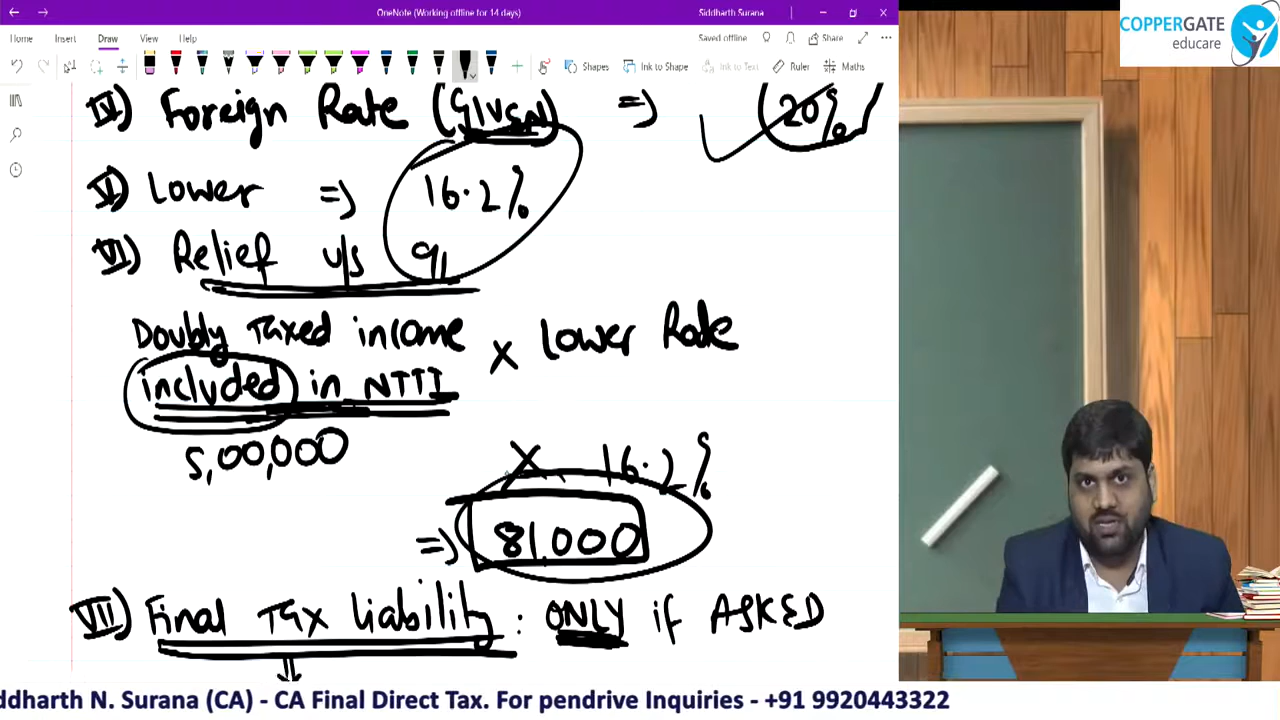 OneNote (Working offline for 14 days)
Siddharth Surana
COPPERGATE
educare
Home Insert Draw View Help
Saved offline
Share
Shapes
Ink to Shape
Ink to Text
Ruler
Maths
IV) Foreign Rate (GIVEN) => (20%)
V) Lower => 16.2%
VI) Relief u/s 91
Doubly Taxed income included in NTTI X Lower Rate
5,00,000 X 16.2%
=> 81,000
VII) Final Tax Liability : ONLY if ASKED
ddharth N. Surana (CA) - CA Final Direct Tax. For pendrive Inquiries - +91 9920443322